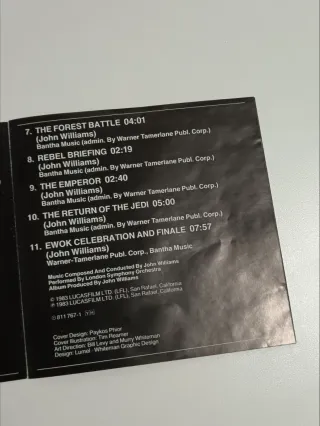 7. THE FOREST BATTLE 04:01
(John Williams)
Bantha Music (admin. By Warner Tamerlane Publ. Corp.)
8. REBEL BRIEFING 02:19
(John Williams)
Bantha Music (admin. By Warner Tamerlane Publ. Corp.)
9. THE EMPEROR 02:40
(John Williams)
Bantha Music (admin. By Warner Tamerlane Publ. Corp.)
10. THE RETURN OF THE JEDI 05:00
(John Williams)
Bantha Music (admin. By Warner Tamerlane Publ. Corp.)
11. EWOK CELEBRATION AND FINALE 07:57
(John Williams)
Warner-Tamerlane Publ. Corp., Bantha Music
Music Composed And Conducted By John Williams
Performed By London Symphony Orchestra
Album Produced By John Williams
℗ 1983 LUCASFILM LTD. (LFL), San Rafael, California
© 1983 LUCASFILM LTD. (LFL), San Rafael, California
811 767-1
Cover Design: Paykos Phior
Cover Illustration: Tim Reamer
Art Direction: Bill Levy and Murry Whiteman
Design: Lumel - Whiteman Graphic Design